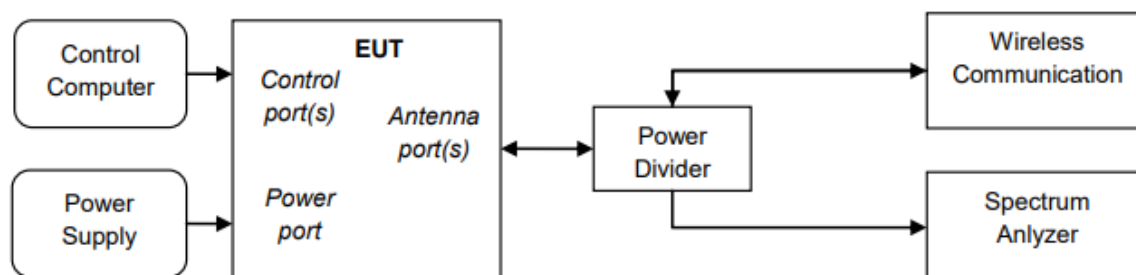 Control
Computer
Power
Supply
EUT
Control
port(s)
Antenna
port(s)
Power
port
Power
Divider
Wireless
Communication
Spectrum
Anlyzer